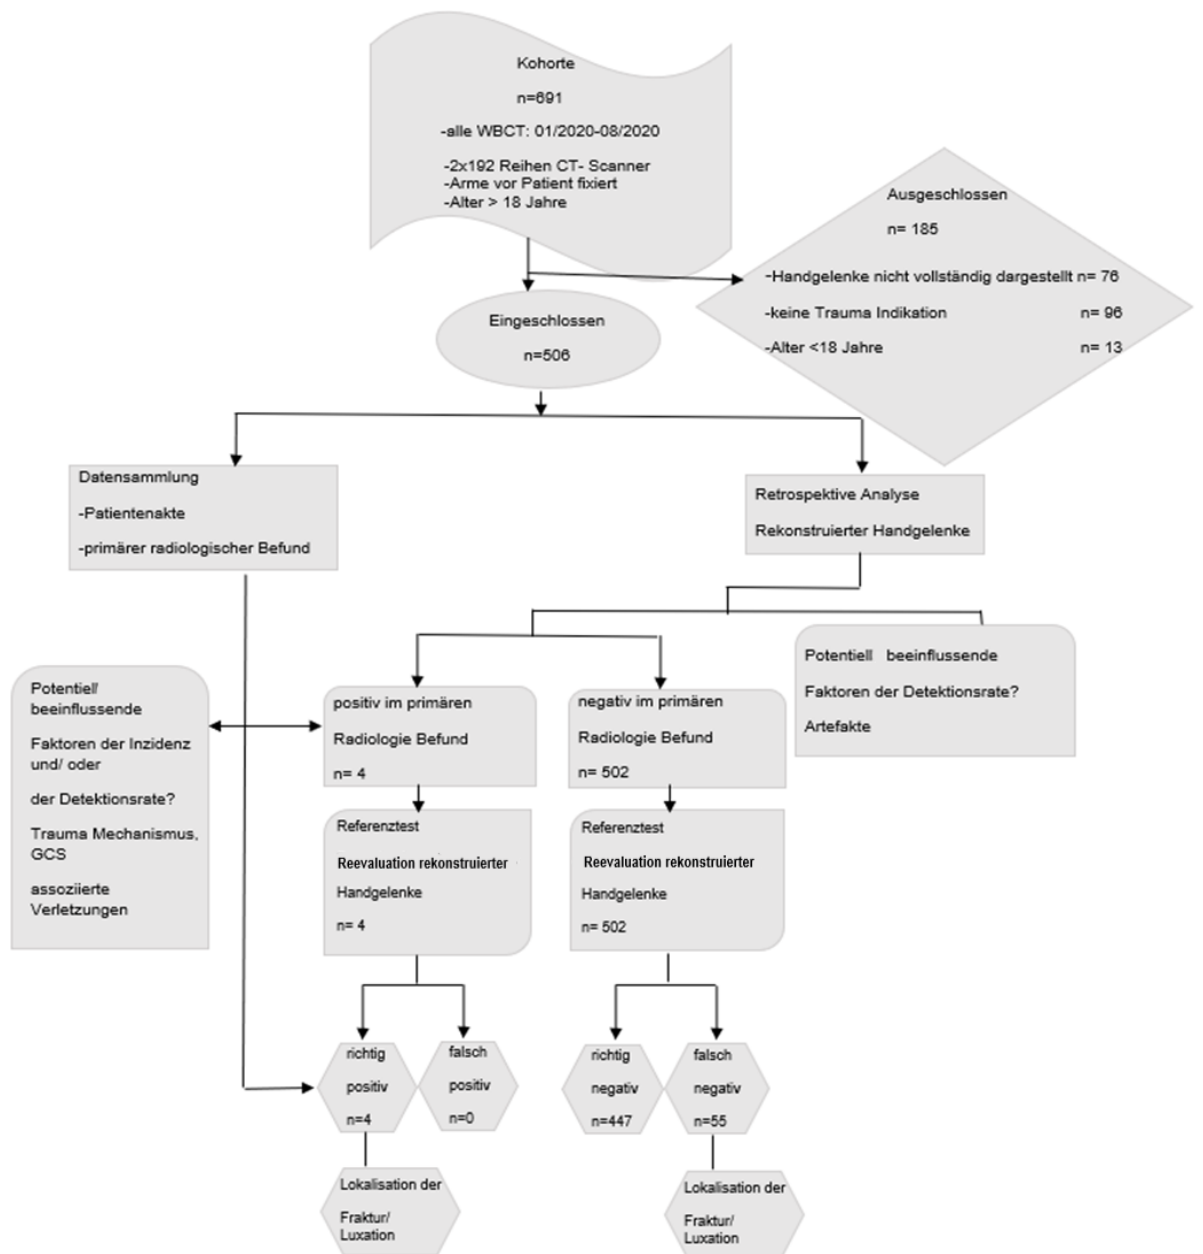 Kohorte
n=691
-alle WBCT: 01/2020-08/2020
-2x192 Reihen CT- Scanner
-Arme vor Patient fixiert
-Alter > 18 Jahre
Ausgeschlossen
n= 185
-Handgelenke nicht vollständig dargestellt n= 76
-keine Trauma Indikation n= 96
-Alter <18 Jahre n= 13
Eingeschlossen
n=506
Datensammlung
-Patientenakte
-primärer radiologischer Befund
Retrospektive Analyse
Rekonstruierter Handgelenke
Potentiell beeinflussende
Faktoren der Detektionsrate?
Artefakte
Potentiell
beeinflussende
Faktoren der Inzidenz
und/ oder
der Detektionsrate?
Trauma Mechanismus,
GCS
assoziierte
Verletzungen
positiv im primären
Radiologie Befund
n= 4
negativ im primären
Radiologie Befund
n= 502
Referenztest
Reevaluation rekonstruierter
Handgelenke
n= 4
Referenztest
Reevaluation rekonstruierter
Handgelenke
n= 502
richtig
positiv
n=4
falsch
positiv
n=0
richtig
negativ
n=447
falsch
negativ
n=55
Lokalisation der
Fraktur/
Luxation
Lokalisation der
Fraktur/
Luxation